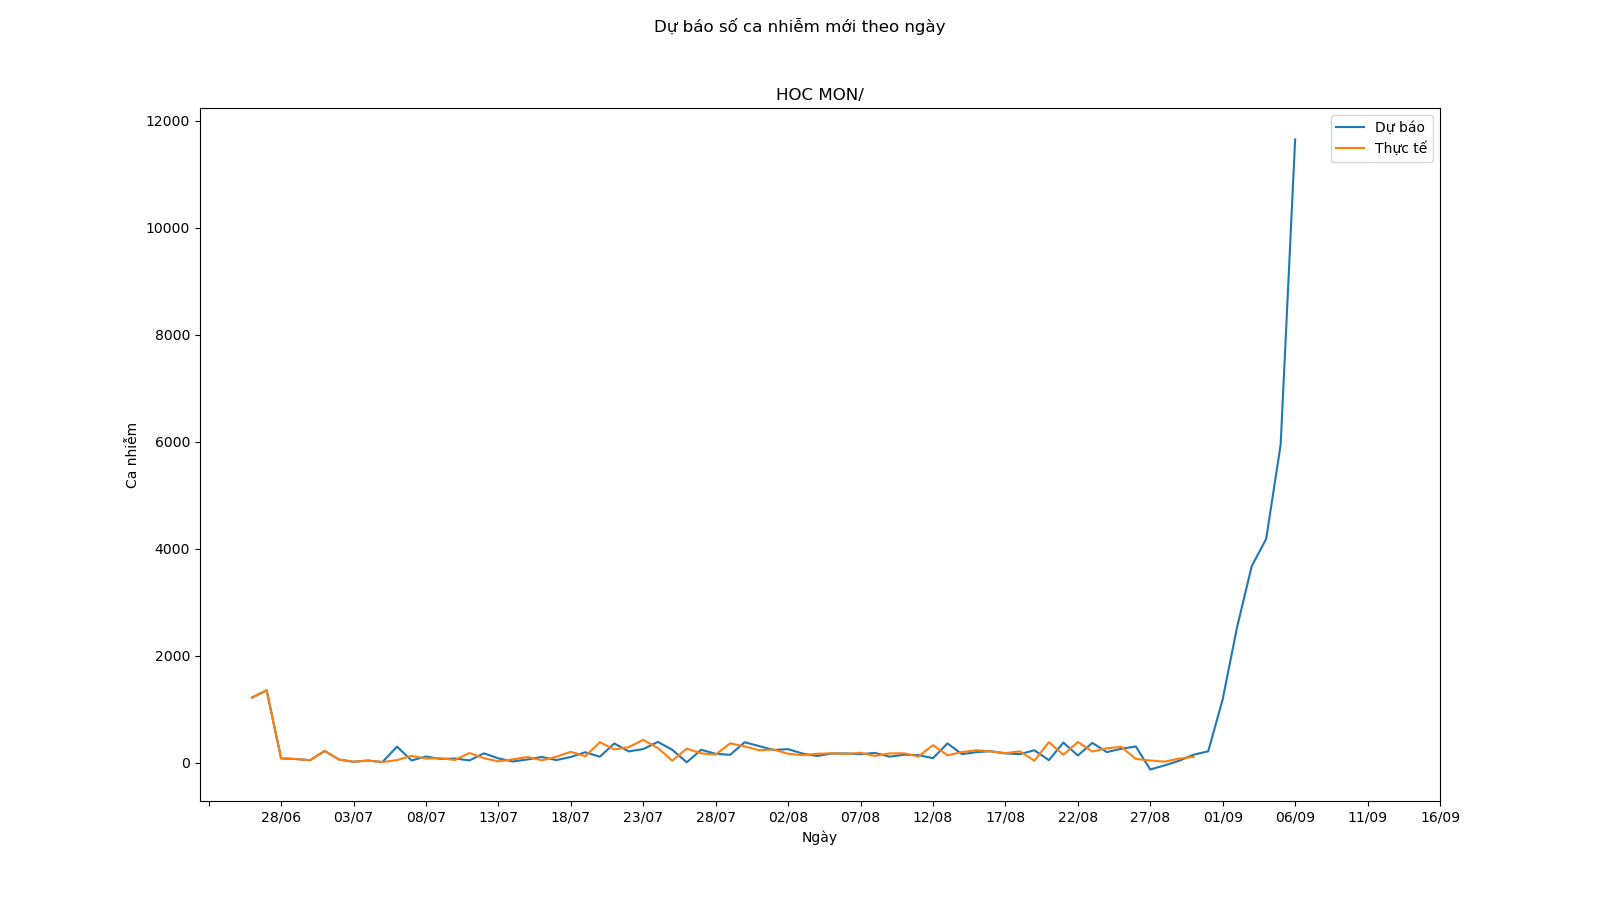 Dự báo số ca nhiễm mới theo ngày
HOC MON/
Dự báo
Thực tế
12000
10000
8000
6000
4000
2000
0
Ca nhiễm
28/06 03/07 08/07 13/07 18/07 23/07 28/07 02/08 07/08 12/08 17/08 22/08 27/08 01/09 06/09 11/09 16/09
Ngày